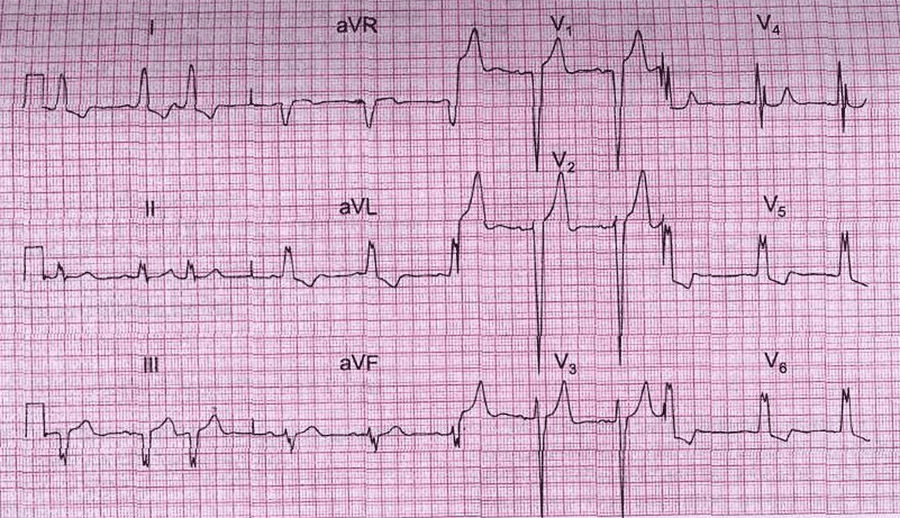 I aVR V₁ V₄
II aVL V₂ V₅
III aVF V₃ V₆